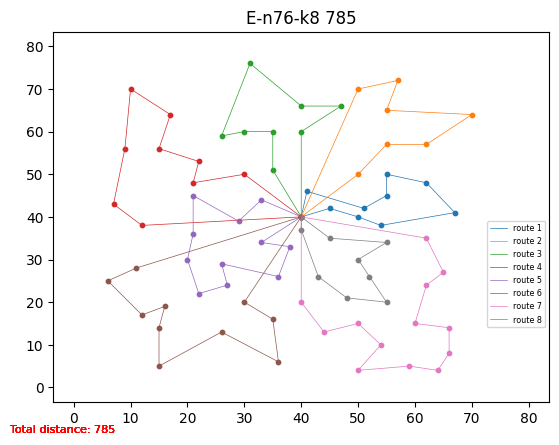 E-n76-k8 785
80
70
60
50
40
30
20
10
0
0 10 20 30 40 50 60 70 80
route 1
route 2
route 3
route 4
route 5
route 6
route 7
route 8
Total distance: 785